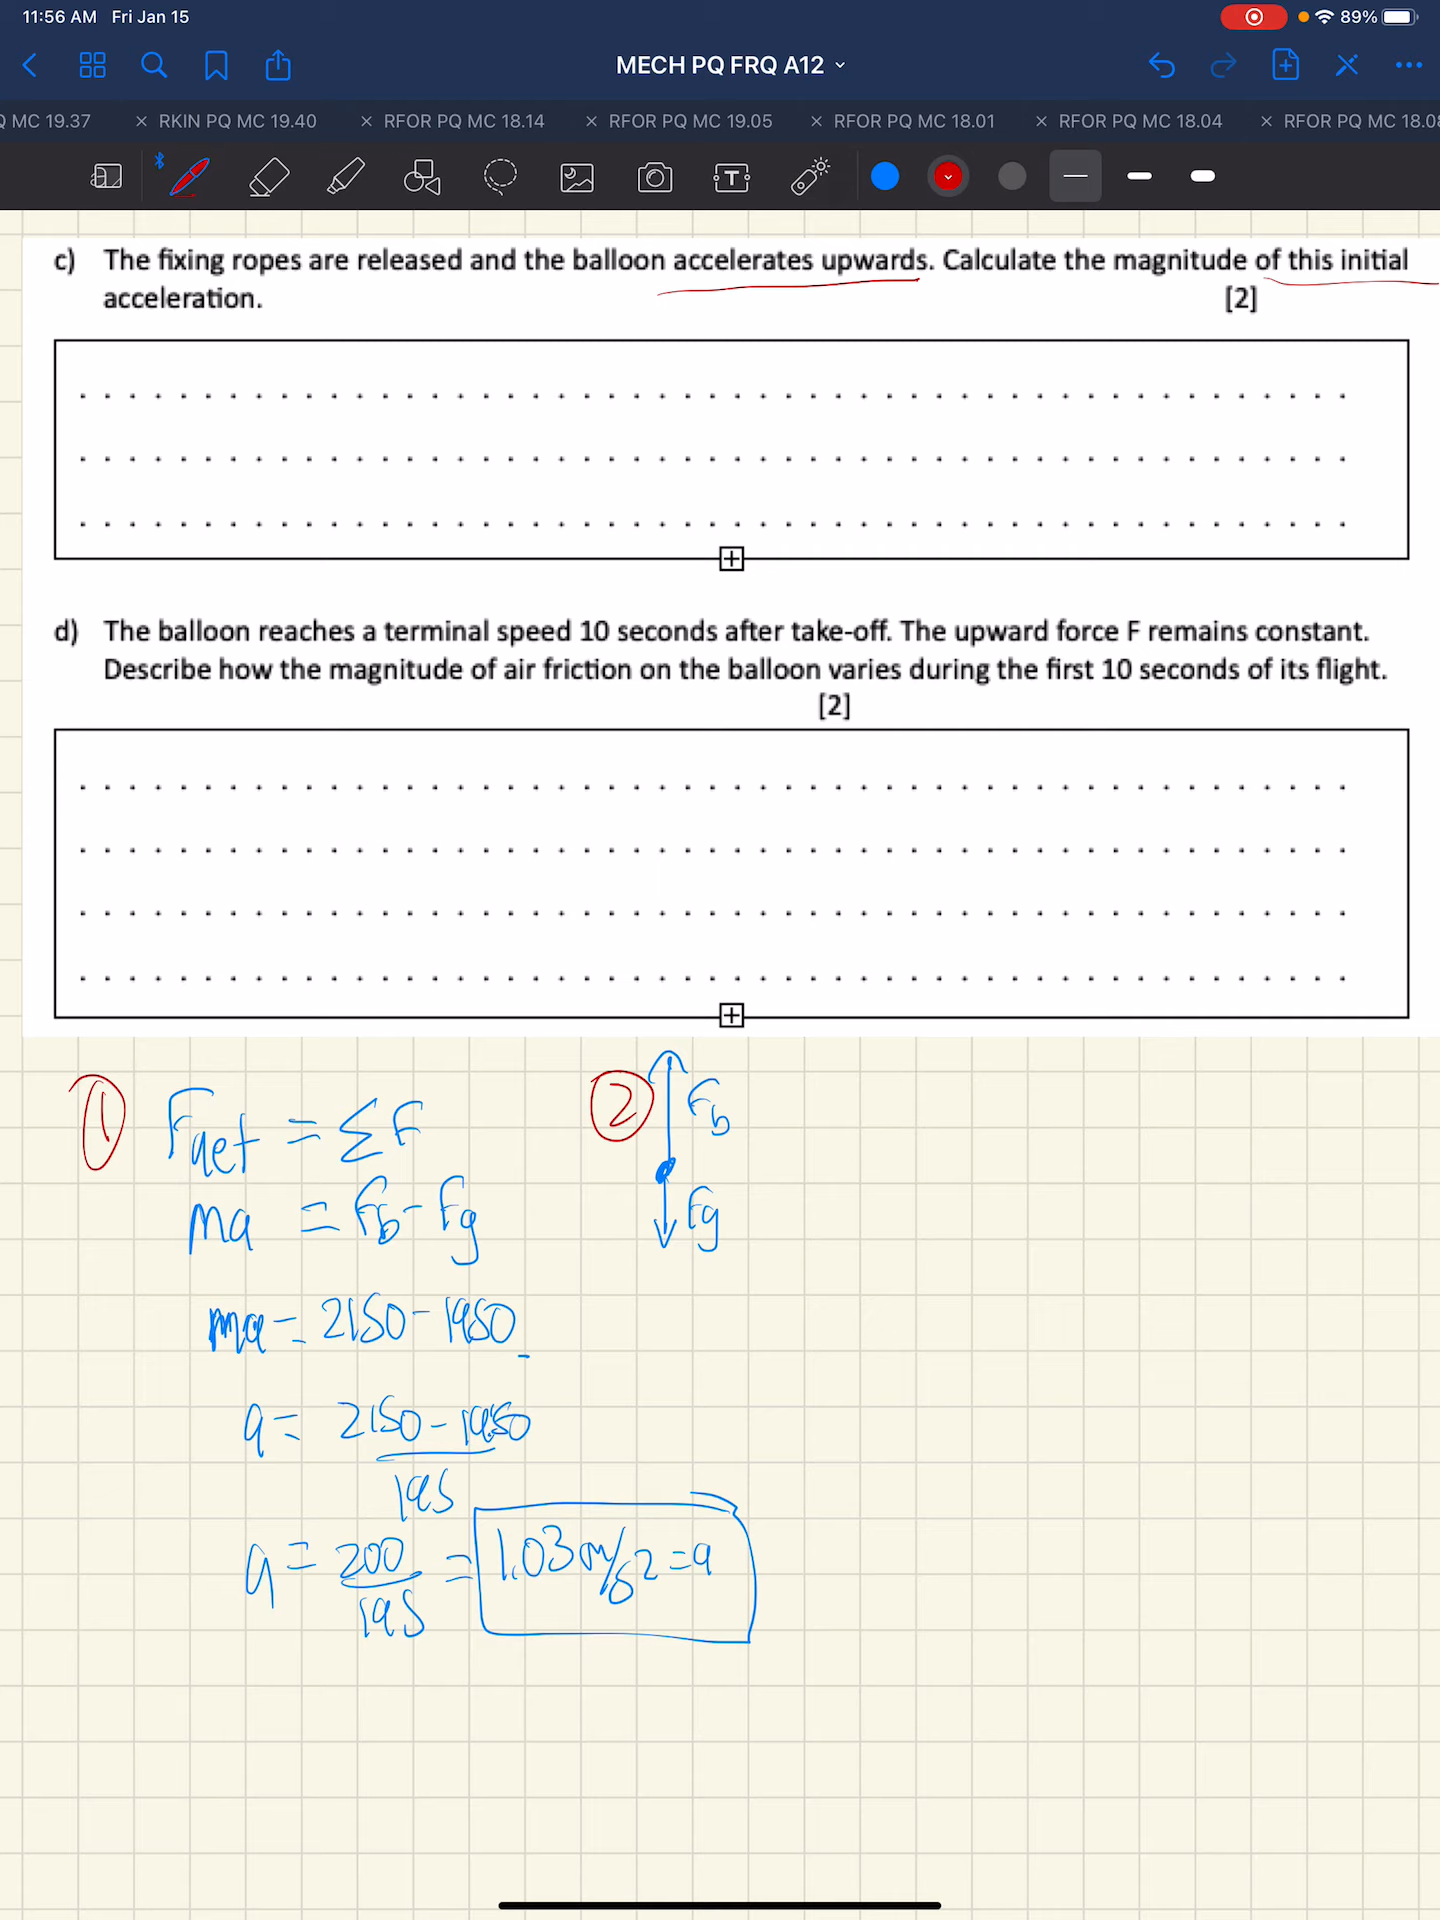 11:56 AM Fri Jan 15
89%
MECH PQ FRQ A12
Q MC 19.37 × RKIN PQ MC 19.40 × RFOR PQ MC 18.14 × RFOR PQ MC 19.05 × RFOR PQ MC 18.01 × RFOR PQ MC 18.04 × RFOR PQ MC 18.08
c) The fixing ropes are released and the balloon accelerates upwards. Calculate the magnitude of this initial
acceleration. [2]
d) The balloon reaches a terminal speed 10 seconds after take-off. The upward force F remains constant.
Describe how the magnitude of air friction on the balloon varies during the first 10 seconds of its flight.
[2]
① Fnet = ΣF
ma = Fb - Fg
ma = 2150 - 1950
a = 2150 - 1950
195
a = 200 = 1.03 m/s2 = a
195
② Fb
Fg